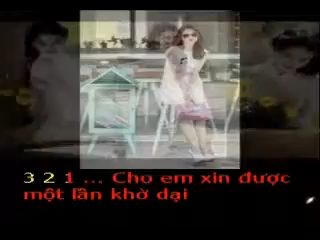 3 2 1 ... Cho em xin được
một lần khờ dại